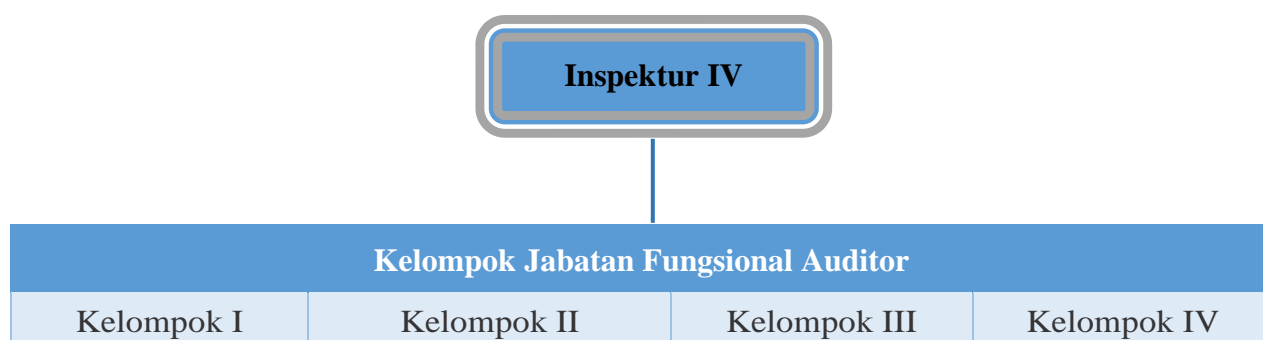 Inspektur IV
Kelompok Jabatan Fungsional Auditor
Kelompok I Kelompok II Kelompok III Kelompok IV